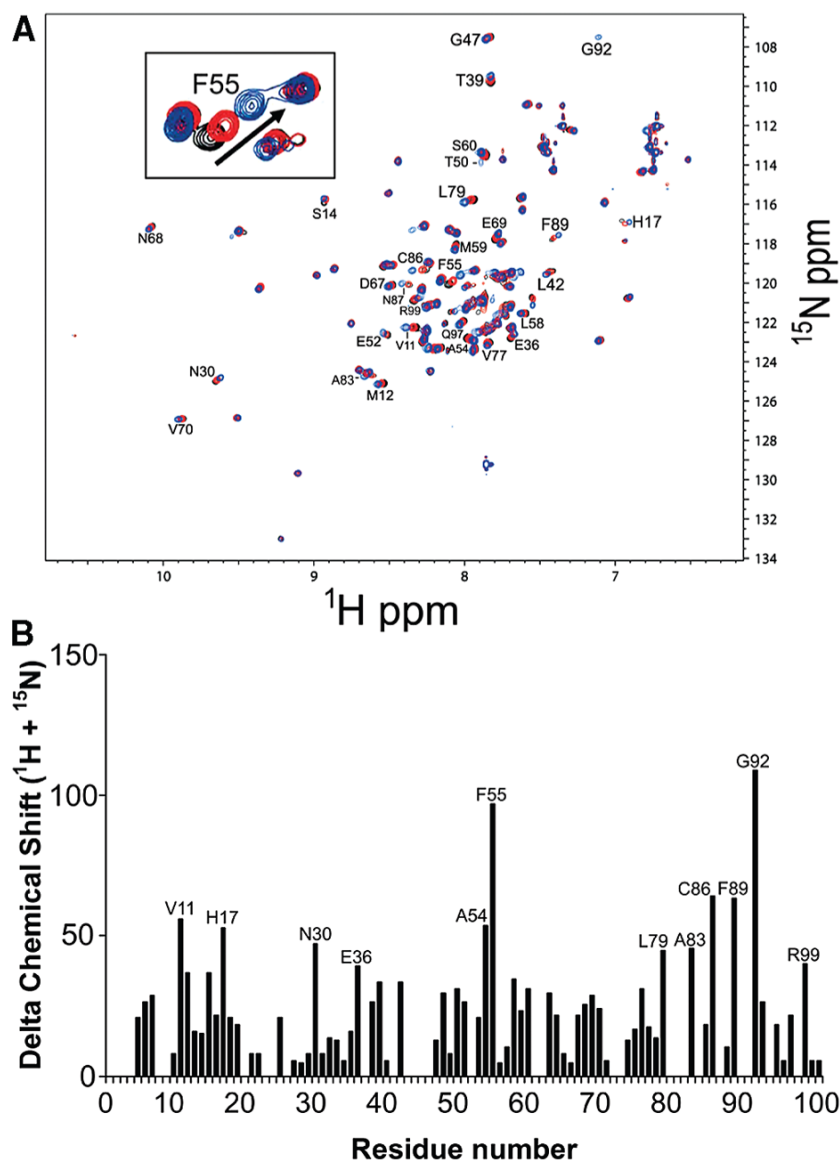 A
F55
G47
G92
T39
S60
T50
L79
S14
E69
F89
H17
N68
M59
C86
F55
D67
L42
N87
R99
L58
E52
V11
Q97
A54
V77
E36
N30
A83
M12
V70
108
110
112
114
116
118
120
122
124
126
128
130
132
134
15N ppm
10
9
8
7
1H ppm
B
Delta Chemical Shift (1H + 15N)
150
100
50
0
V11
H17
N30
E36
A54
F55
L79
A83
C86
F89
G92
R99
0
10
20
30
40
50
60
70
80
90
100
Residue number